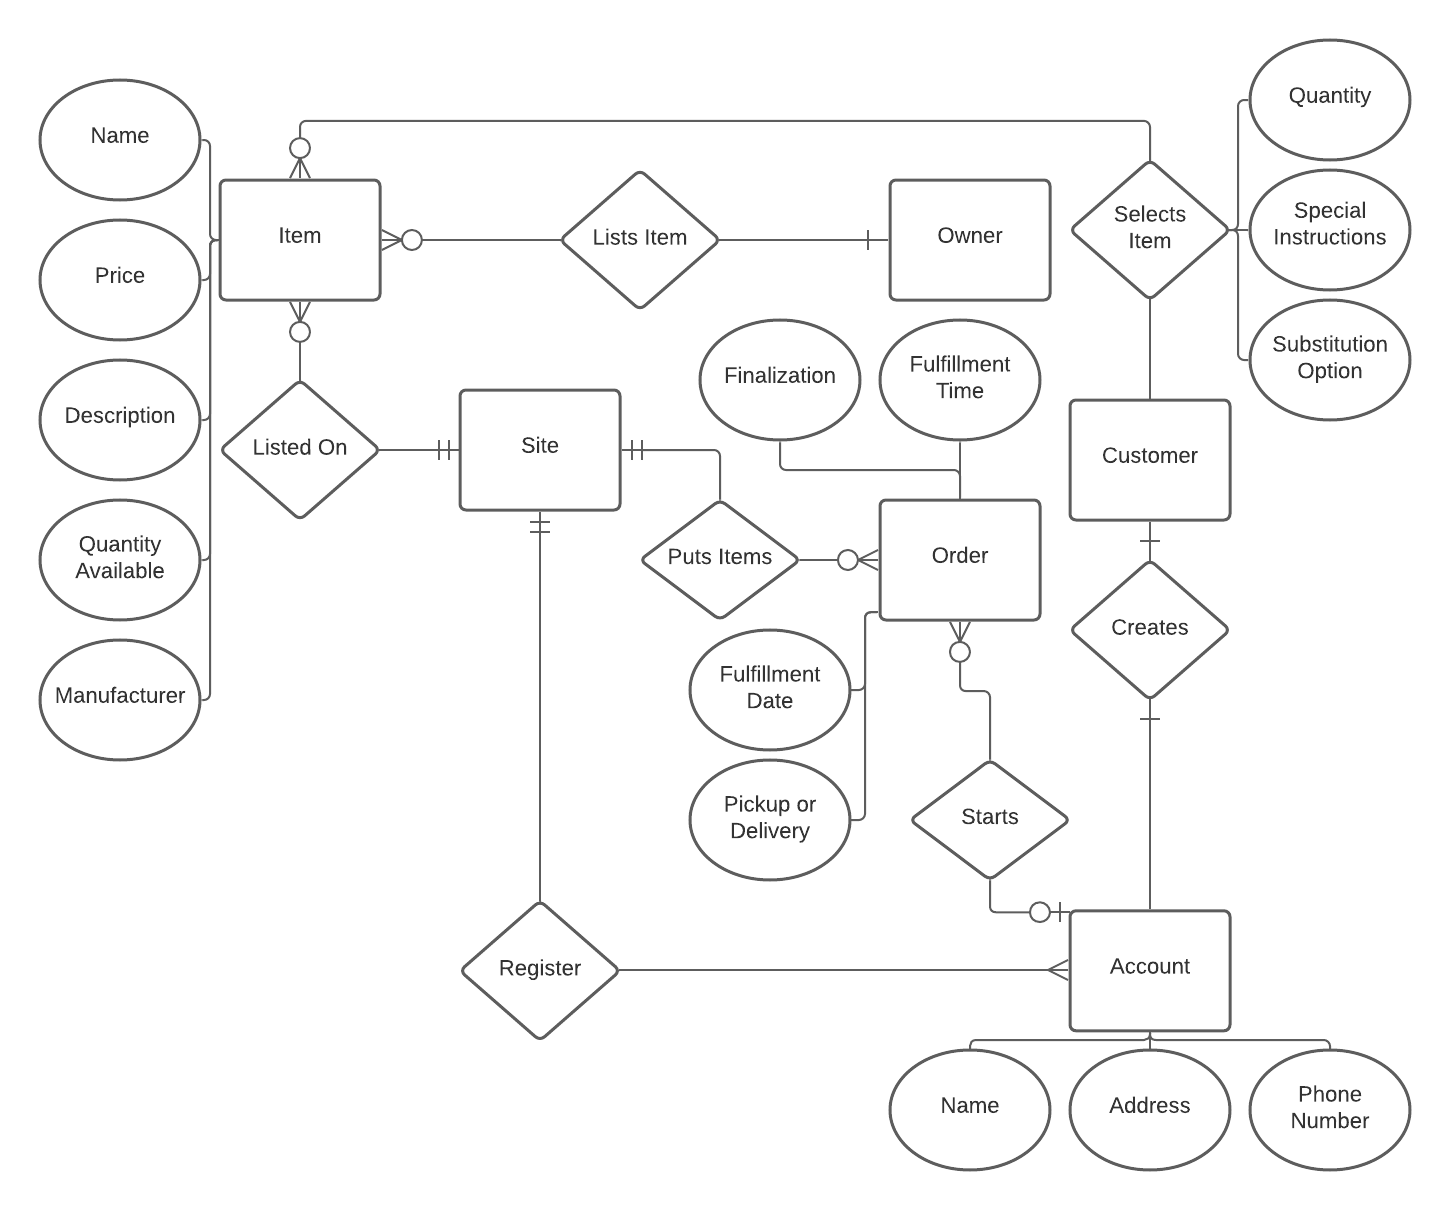 Quantity
Name
Selects
Item
Special
Instructions
Item
Lists Item
Owner
Price
Substitution
Option
Finalization
Fulfillment
Time
Description
Listed On
Site
Customer
Quantity
Available
Puts Items
Order
Creates
Manufacturer
Fulfillment
Date
Pickup or
Delivery
Starts
Register
Account
Name
Address
Phone
Number